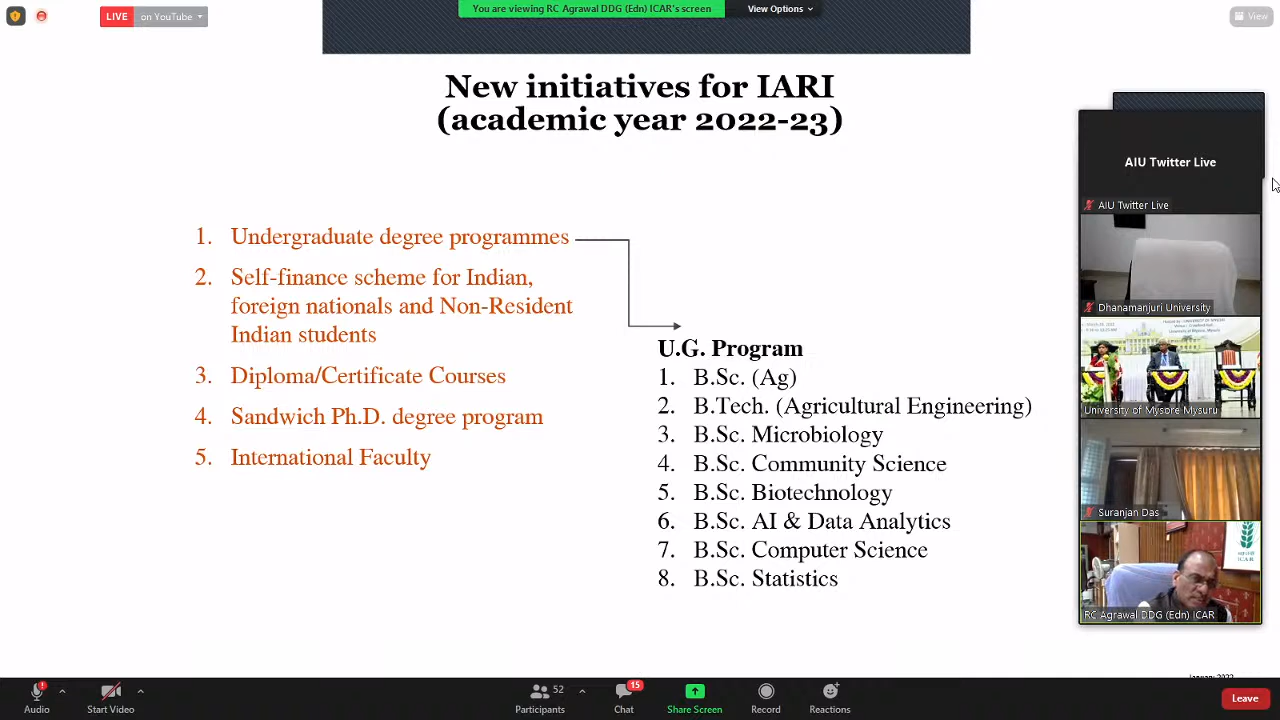 LIVE on YouTube
You are viewing RC Agrawal DDG (Edn) ICAR's screen
View Options
View
New initiatives for IARI
(academic year 2022-23)
1. Undergraduate degree programmes
2. Self-finance scheme for Indian,
foreign nationals and Non-Resident
Indian students
3. Diploma/Certificate Courses
4. Sandwich Ph.D. degree program
5. International Faculty
U.G. Program
1. B.Sc. (Ag)
2. B.Tech. (Agricultural Engineering)
3. B.Sc. Microbiology
4. B.Sc. Community Science
5. B.Sc. Biotechnology
6. B.Sc. AI & Data Analytics
7. B.Sc. Computer Science
8. B.Sc. Statistics
AIU Twitter Live
AIU Twitter Live
Dhanamanjuri University
University of Mysore Mysuru
Suranjan Das
ICAR
RC Agrawal DDG (Edn) ICAR
Audio
Start Video
52
Participants
15
Chat
Share Screen
Record
Reactions
Leave